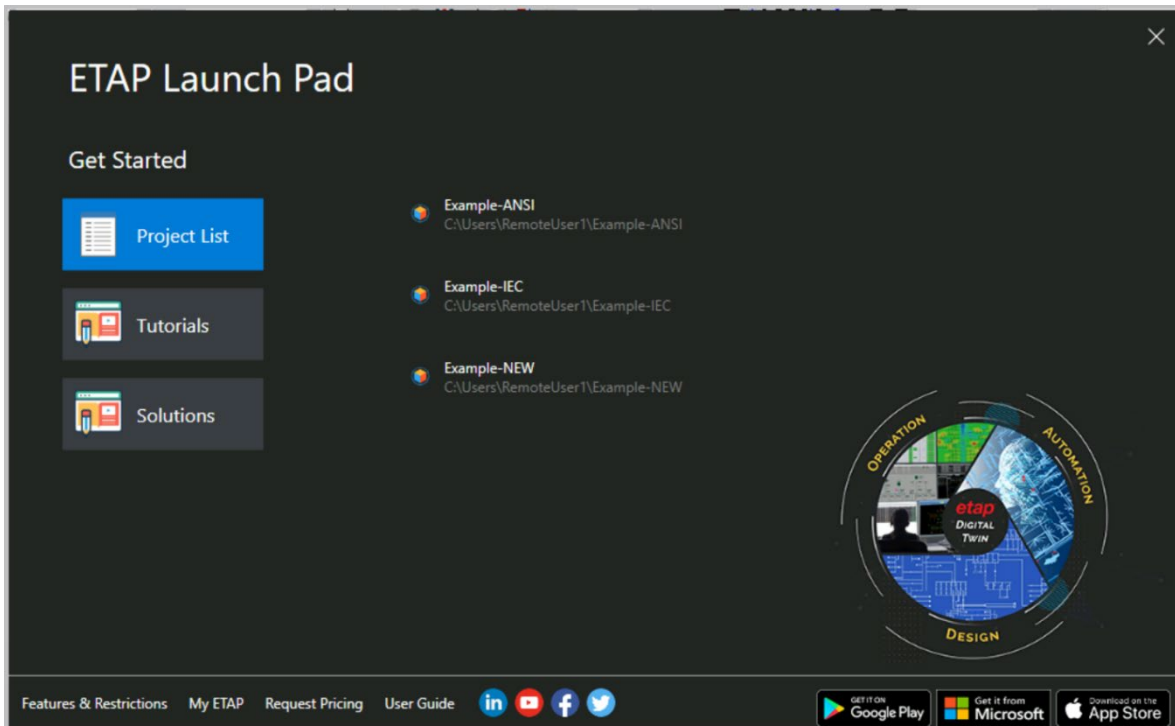 ETAP Launch Pad
Get Started
Project List
Tutorials
Solutions
Example-ANSI
C:\Users\RemoteUser1\Example-ANSI
Example-IEC
C:\Users\RemoteUser1\Example-IEC
Example-NEW
C:\Users\RemoteUser1\Example-NEW
OPERATION
AUTOMATION
etap
DIGITAL
TWIN
DESIGN
Features & Restrictions My ETAP Request Pricing User Guide in f
GET IT ON
Google Play
Get it from
Microsoft
Download on the
App Store